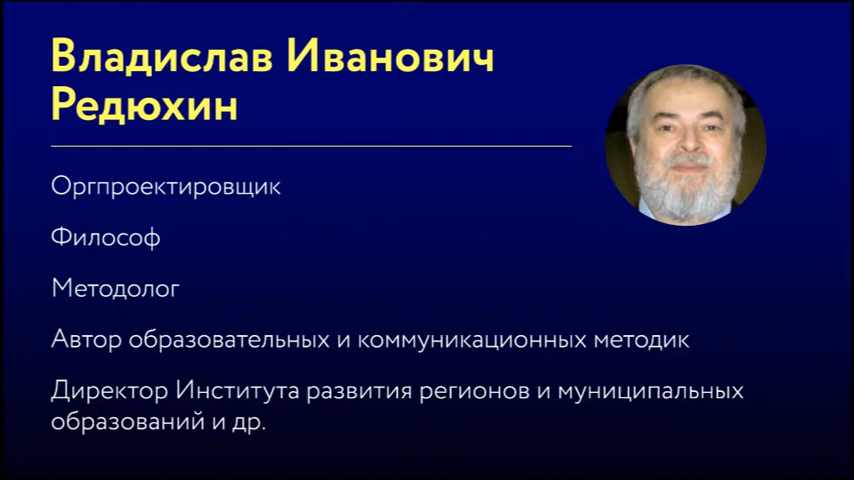 Владислав Иванович
Редюхин
Оргпроектировщик
Философ
Методолог
Автор образовательных и коммуникационных методик
Директор Института развития регионов и муниципальных
образований и др.